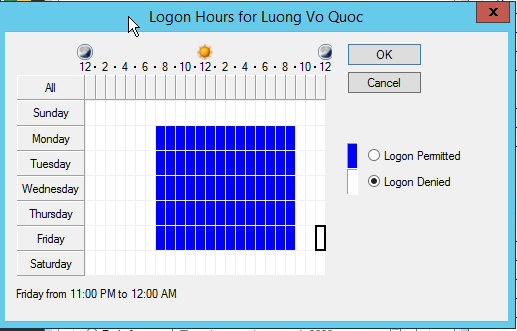 Logon Hours for Luong Vo Quoc
x
12 · 2 · 4 · 6 · 8 · 10 · 12 · 2 · 4 · 6 · 8 · 10 · 12
OK
Cancel
All
Sunday
Monday
Tuesday
Wednesday
Thursday
Friday
Saturday
Logon Permitted
Logon Denied
Friday from 11:00 PM to 12:00 AM